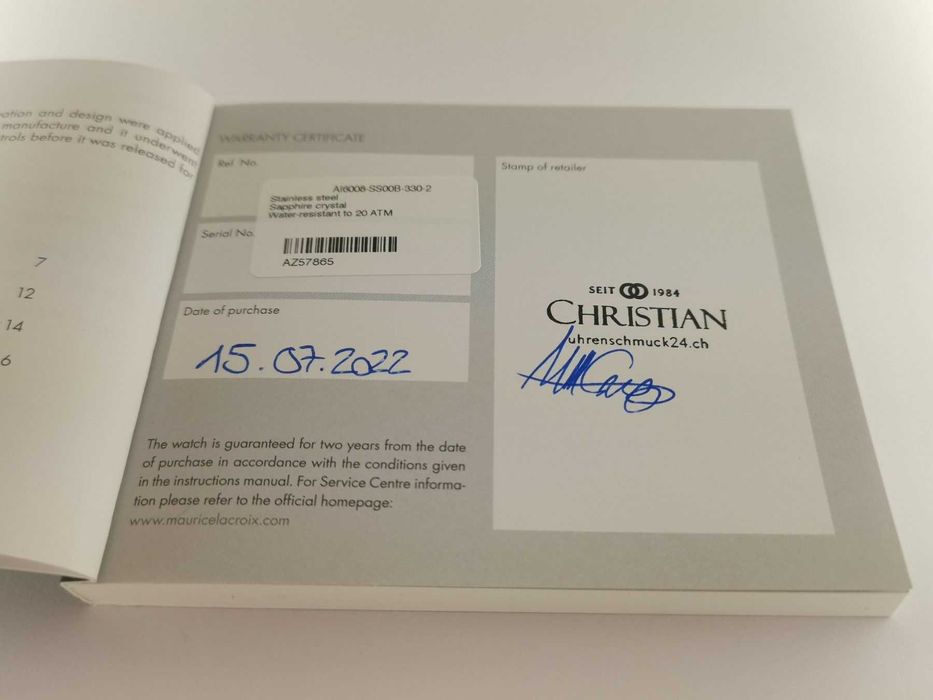 ation and design were applied
manufacture and it underwent
trols before it was released for
7
12
14
6
WARRANTY CERTIFICATE
Ref. No.
AI6008-SS00B-330-2
Stainless steel
Sapphire crystal
Water-resistant to 20 ATM
Serial No.
AZ57865
Date of purchase
15.07.2022
The watch is guaranteed for two years from the date
of purchase in accordance with the conditions given
in the instructions manual. For Service Centre informa-
tion please refer to the official homepage:
www.mauricelacroix.com
Stamp of retailer
SEIT 1984
CHRISTIAN
uhrenschmuck24.ch